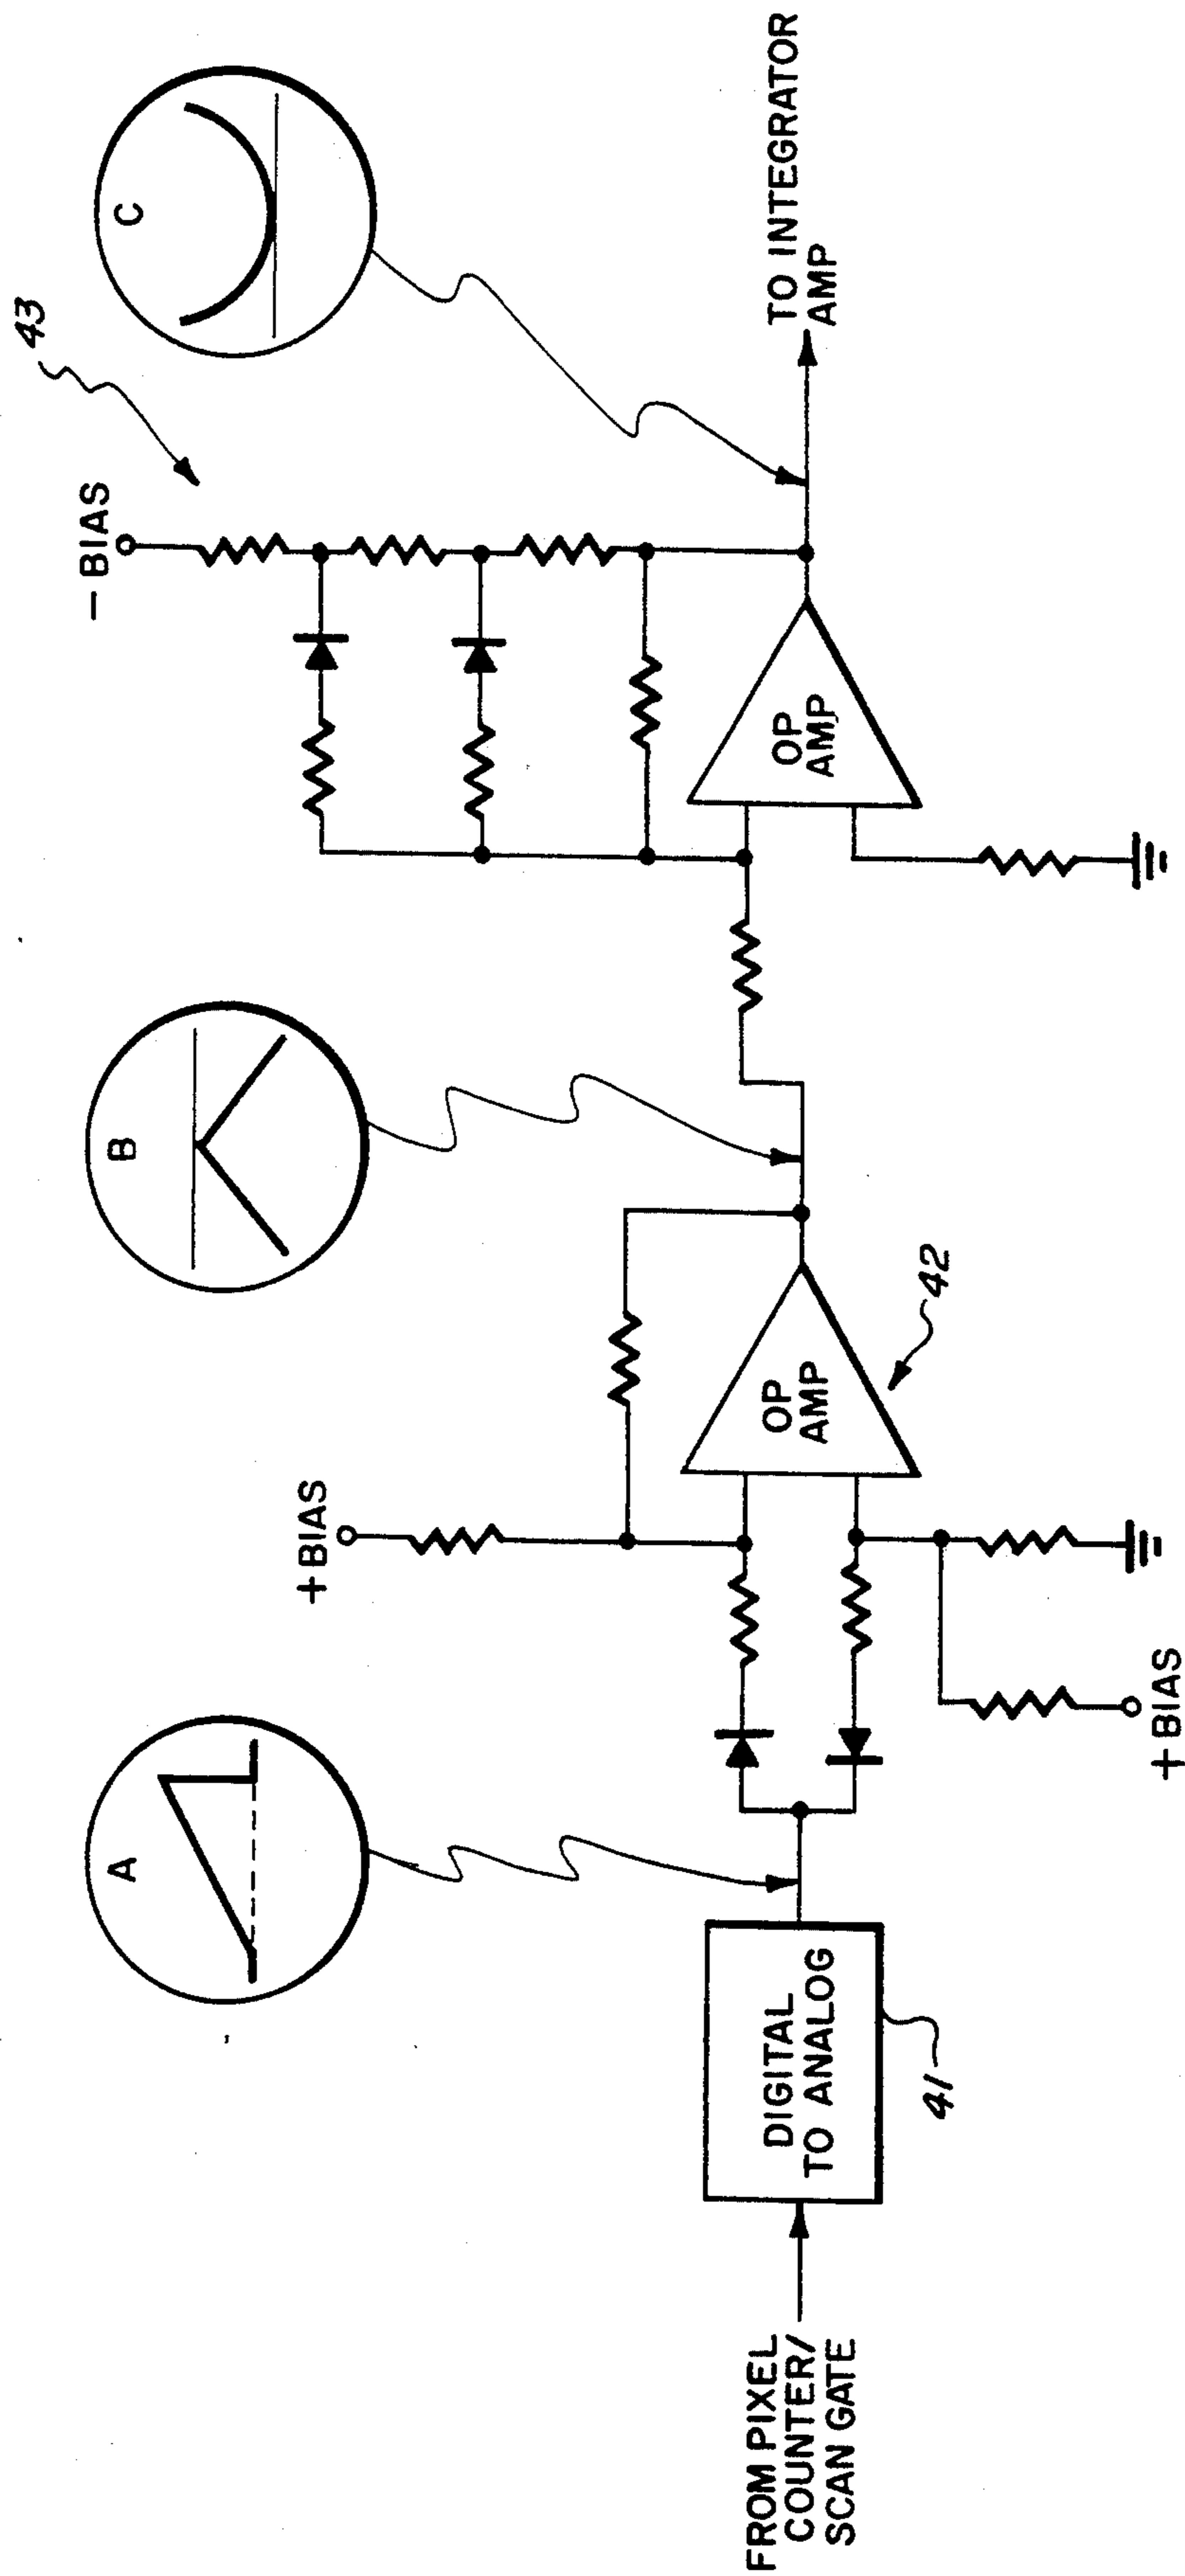 FROM PIXEL
COUNTER/
SCAN GATE
DIGITAL
TO ANALOG
41
A
+BIAS
+BIAS
OP
AMP
42
B
OP
AMP
-BIAS
43
C
TO INTEGRATOR
AMP